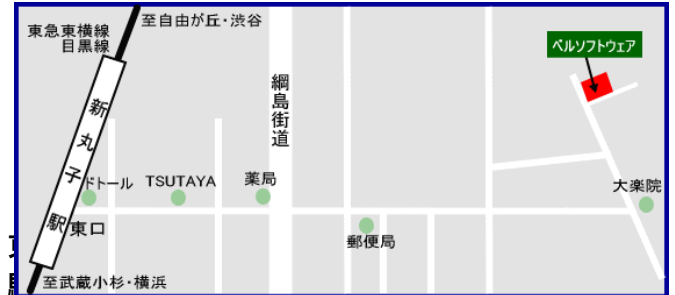 東急東横線
目黒線
至自由が丘・渋谷
ベルソフトウェア
綱島街道
新丸子駅
ドトール
TSUTAYA
薬局
大楽院
東口
郵便局
至武蔵小杉・横浜